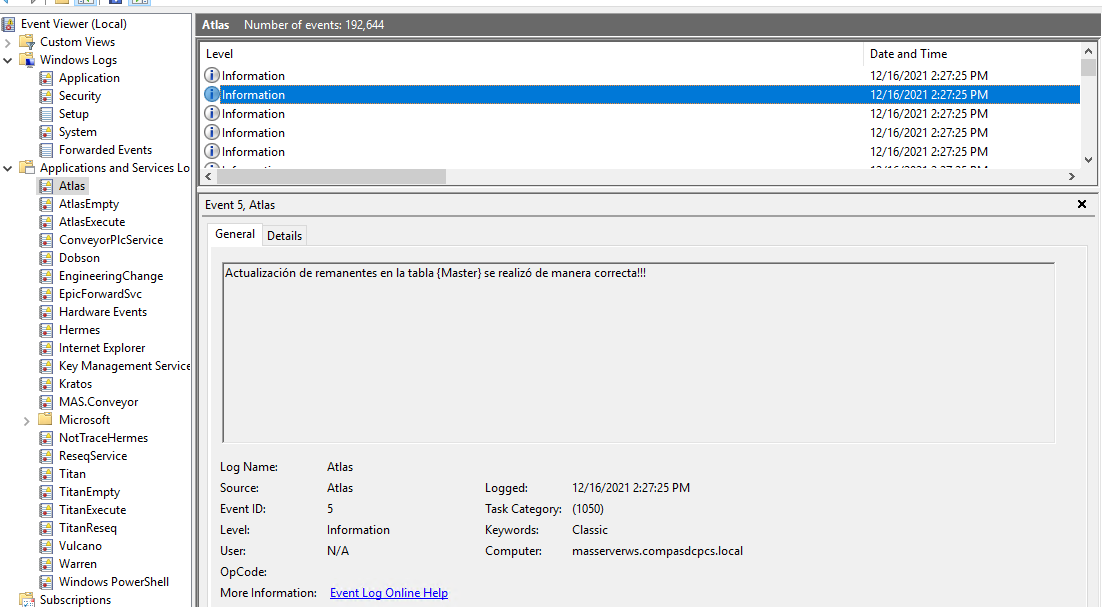 Event Viewer (Local)
Custom Views
Windows Logs
Application
Security
Setup
System
Forwarded Events
Applications and Services Lo
Atlas
AtlasEmpty
AtlasExecute
ConveyorPlcService
Dobson
EngineeringChange
EpicForwardSvc
Hardware Events
Hermes
Internet Explorer
Key Management Service
Kratos
MAS.Conveyor
Microsoft
NotTraceHermes
ReseqService
Titan
TitanEmpty
TitanExecute
TitanReseq
Vulcano
Warren
Windows PowerShell
Subscriptions
Atlas Number of events: 192,644
Level Date and Time
Information 12/16/2021 2:27:25 PM
Information 12/16/2021 2:27:25 PM
Information 12/16/2021 2:27:25 PM
Information 12/16/2021 2:27:25 PM
Information 12/16/2021 2:27:25 PM
Event 5, Atlas
General Details
Actualización de remanentes en la tabla {Master} se realizó de manera correcta!!!
Log Name: Atlas
Source: Atlas Logged: 12/16/2021 2:27:25 PM
Event ID: 5 Task Category: (1050)
Level: Information Keywords: Classic
User: N/A Computer: masserverws.compasdcpcs.local
OpCode:
More Information: Event Log Online Help